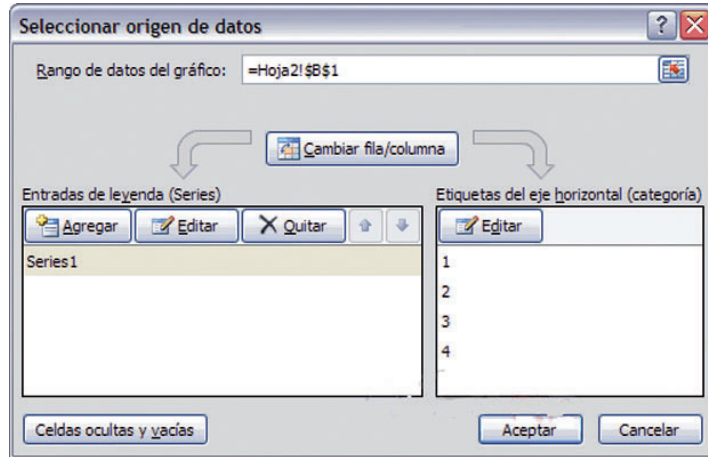 Seleccionar origen de datos
Rango de datos del gráfico: =Hoja2!$B$1
Cambiar fila/columna
Entradas de leyenda (Series)
Agregar Editar Quitar
Series1
Etiquetas del eje horizontal (categoría)
Editar
1
2
3
4
Celdas ocultas y vacías
Aceptar Cancelar